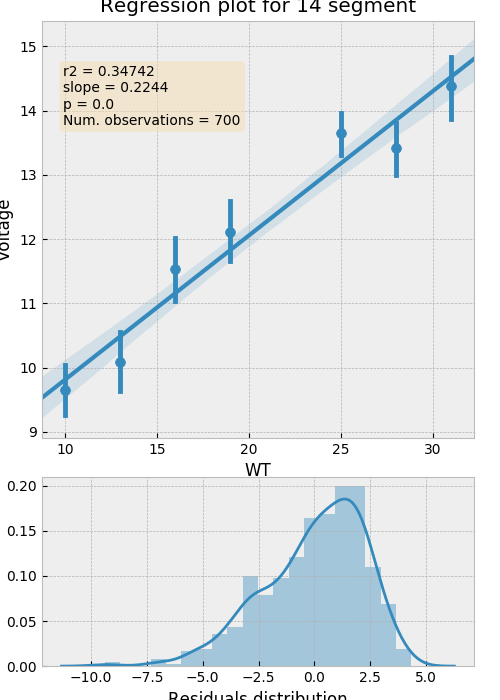 Regression plot for 14 segment
15
14
13
12
11
10
9
r2 = 0.34742
slope = 0.2244
p = 0.0
Num. observations = 700
Voltage
10 15 20 25 30
WT
0.20
0.15
0.10
0.05
0.00
−10.0 −7.5 −5.0 −2.5 0.0 2.5 5.0
Residuals distribution